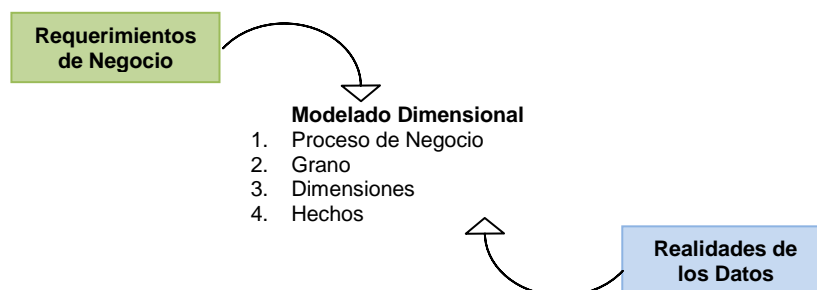 Requerimientos
de Negocio
Modelado Dimensional
1. Proceso de Negocio
2. Grano
3. Dimensiones
4. Hechos
Realidades de
los Datos